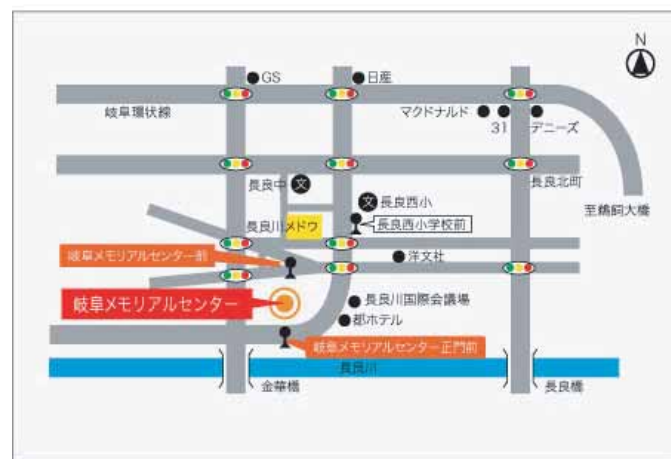 N
GS
日産
岐阜環状線
マクドナルド
31
デニーズ
長良中
文
文
長良西小
長良北町
長良西小学校前
至鵜飼大橋
長良川メドウ
岐阜メモリアルセンター前
洋文社
岐阜メモリアルセンター
長良川国際会議場
都ホテル
岐阜メモリアルセンター正門前
長良川
金華橋
長良橋